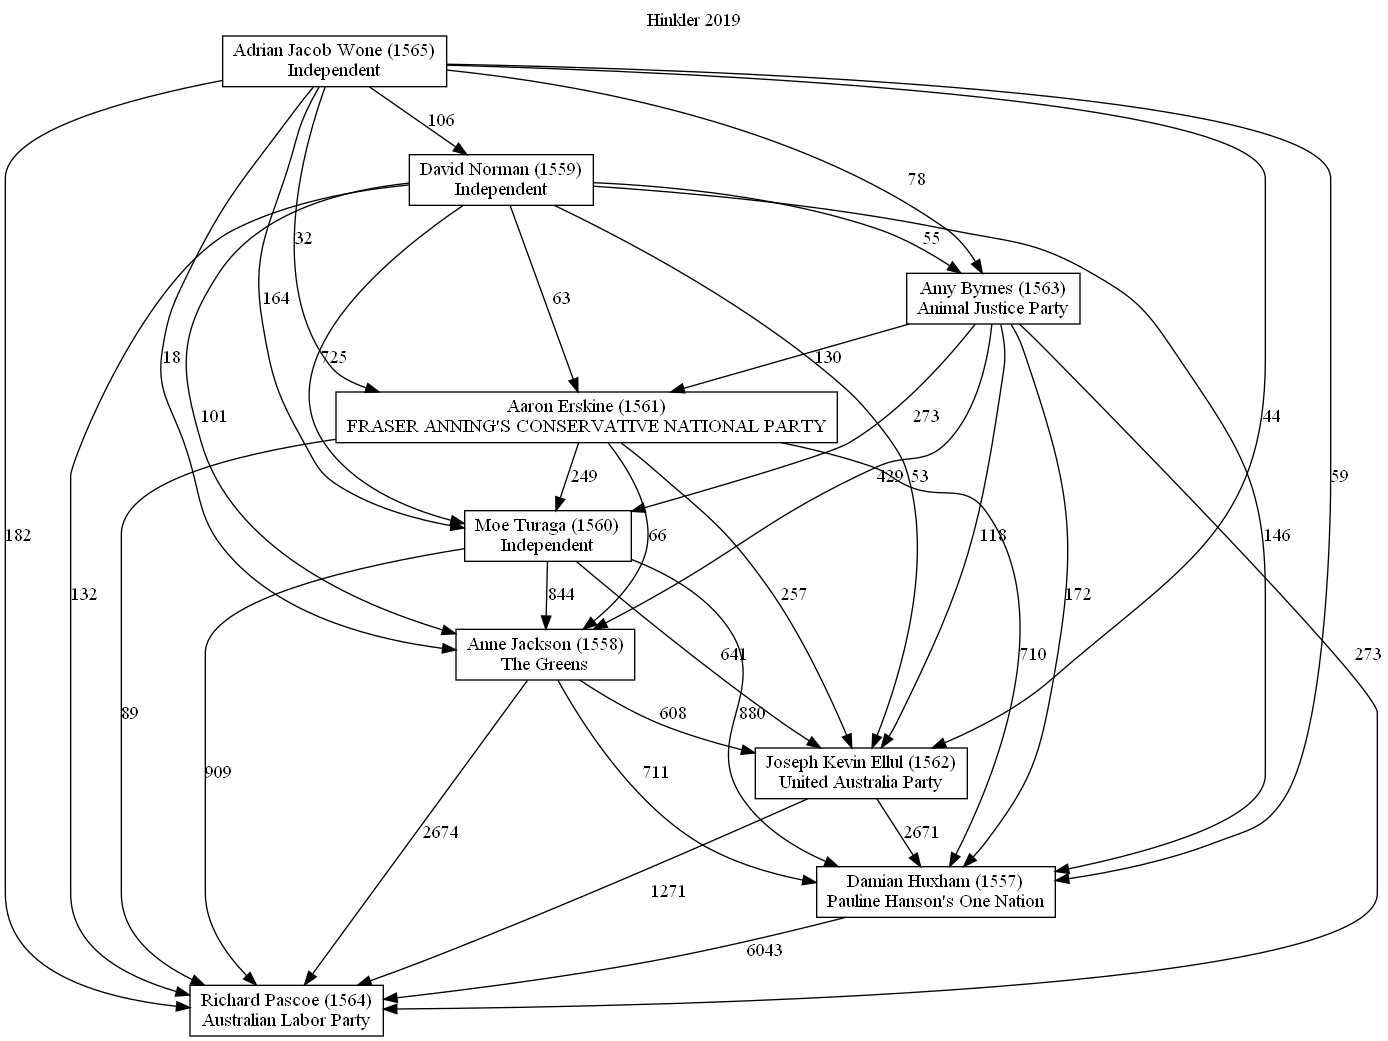 Hinkler 2019
Adrian Jacob Wone (1565)
Independent
106
David Norman (1559)
Independent
78
32
55
164
63
Amy Byrnes (1563)
Animal Justice Party
18
725
130
Aaron Erskine (1561)
FRASER ANNING'S CONSERVATIVE NATIONAL PARTY
101
273
44
249
429
53
59
Moe Turaga (1560)
Independent
182
66
118
146
132
844
257
172
Anne Jackson (1558)
The Greens
641
710
273
89
608
880
Joseph Kevin Ellul (1562)
United Australia Party
909
711
2674
2671
Damian Huxham (1557)
Pauline Hanson's One Nation
1271
6043
Richard Pascoe (1564)
Australian Labor Party